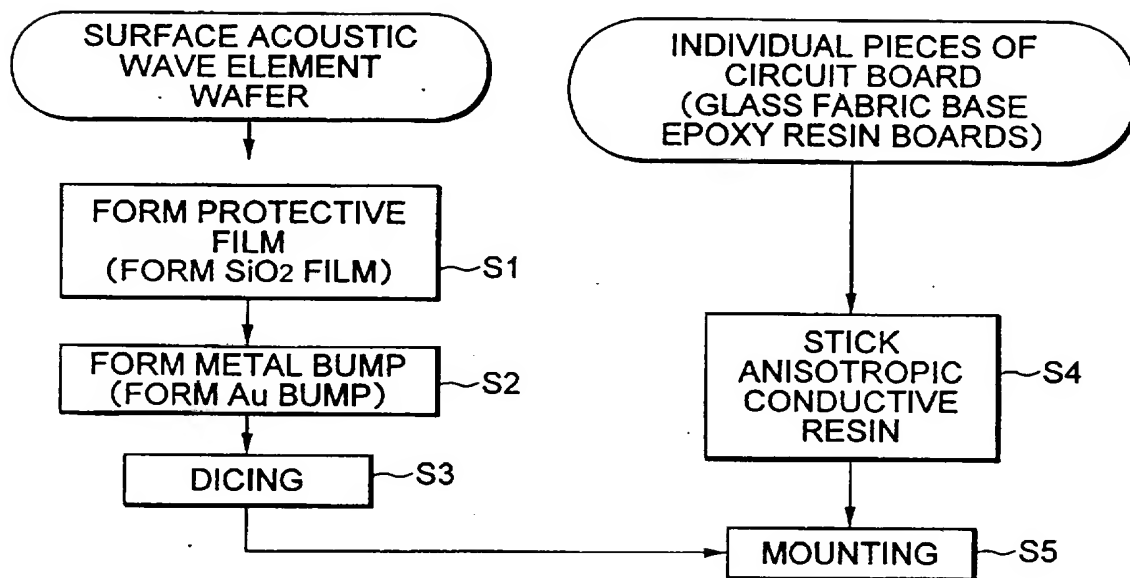 SURFACE ACOUSTIC
WAVE ELEMENT
WAFER
FORM PROTECTIVE
FILM
(FORM SiO2 FILM)
S1
FORM METAL BUMP
(FORM Au BUMP)
S2
DICING
S3
INDIVIDUAL PIECES OF
CIRCUIT BOARD
(GLASS FABRIC BASE
EPOXY RESIN BOARDS)
STICK
ANISOTROPIC
CONDUCTIVE
RESIN
S4
MOUNTING
S5